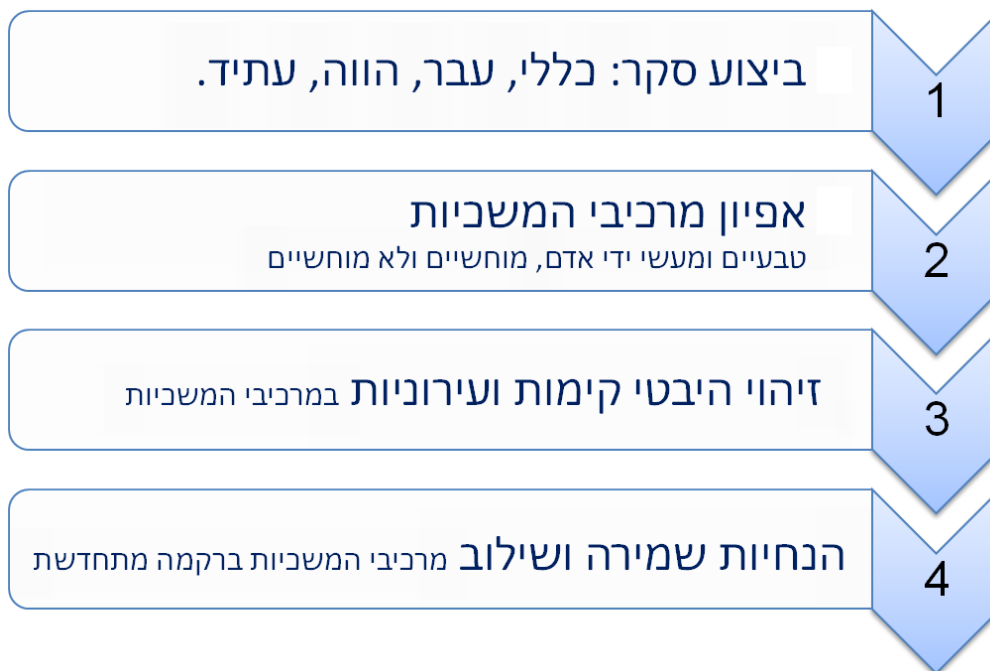 1
ביצוע סקר: כללי, עבר, הווה, עתיד.
2
אפיון מרכיבי המשכיות
טבעיים ומעשי ידי אדם, מוחשיים ולא מוחשיים
3
זיהוי היבטי קימות ועירוניות במרכיבי המשכיות
4
הנחיות שמירה ושילוב מרכיבי המשכיות ברקמה מתחדשת